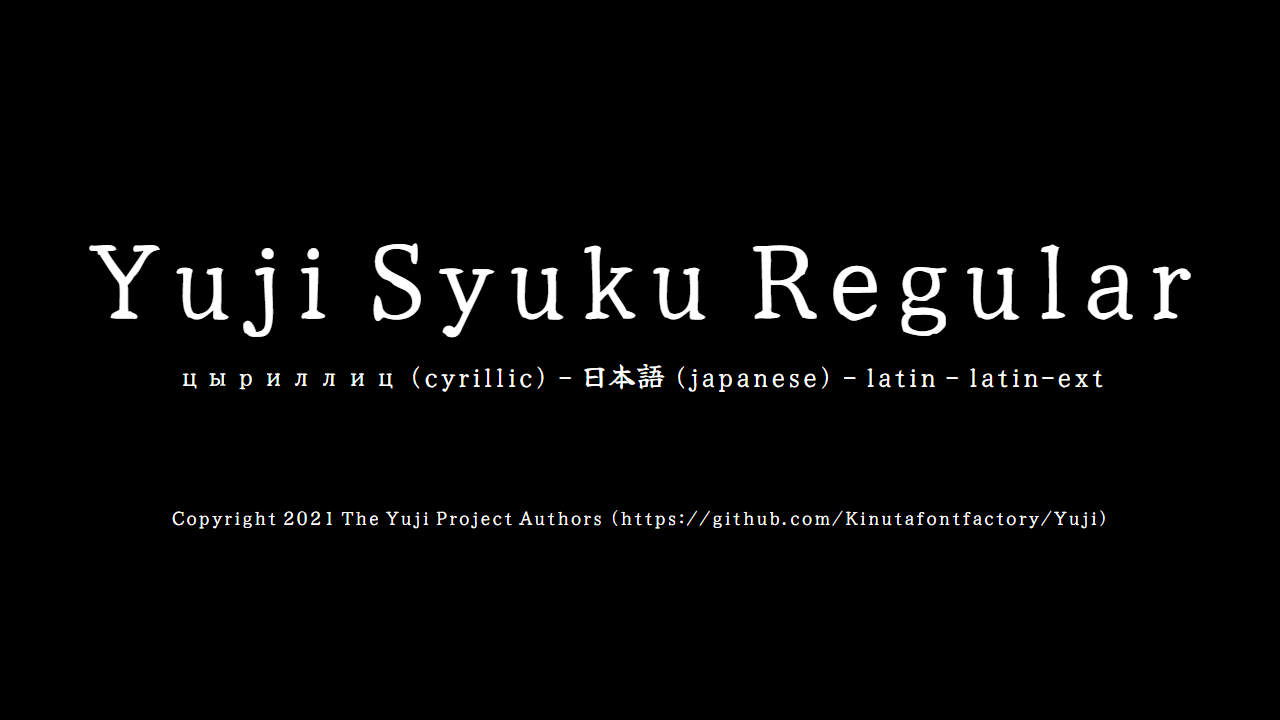 Yuji Syuku Regular
цыриллиц (cyrillic) - 日本語 (japanese) - latin - latin-ext
Copyright 2021 The Yuji Project Authors (https://github.com/Kinutafontfactory/Yuji)